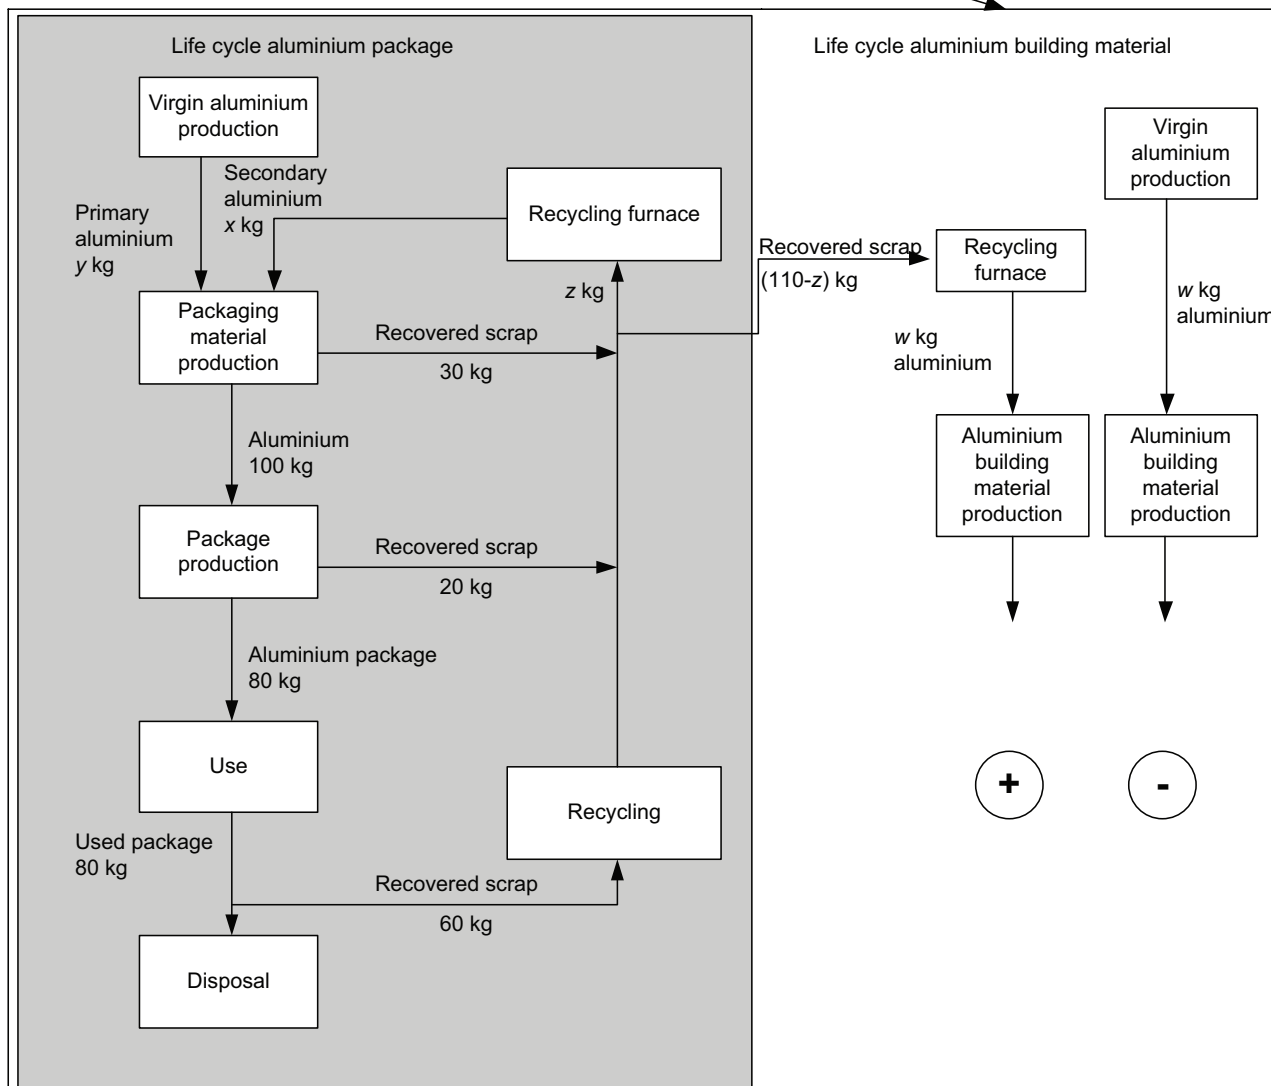 Life cycle aluminium package
Virgin aluminium
production
Secondary
aluminium
x kg
Primary
aluminium
y kg
Recycling furnace
z kg
Packaging
material
production
Recovered scrap
30 kg
Aluminium
100 kg
Package
production
Recovered scrap
20 kg
Aluminium package
80 kg
Use
Recycling
Used package
80 kg
Recovered scrap
60 kg
Disposal
Life cycle aluminium building material
Virgin
aluminium
production
Recovered scrap
(110-z) kg
Recycling
furnace
w kg
aluminium
w kg
aluminium
Aluminium
building
material
production
Aluminium
building
material
production
+
-